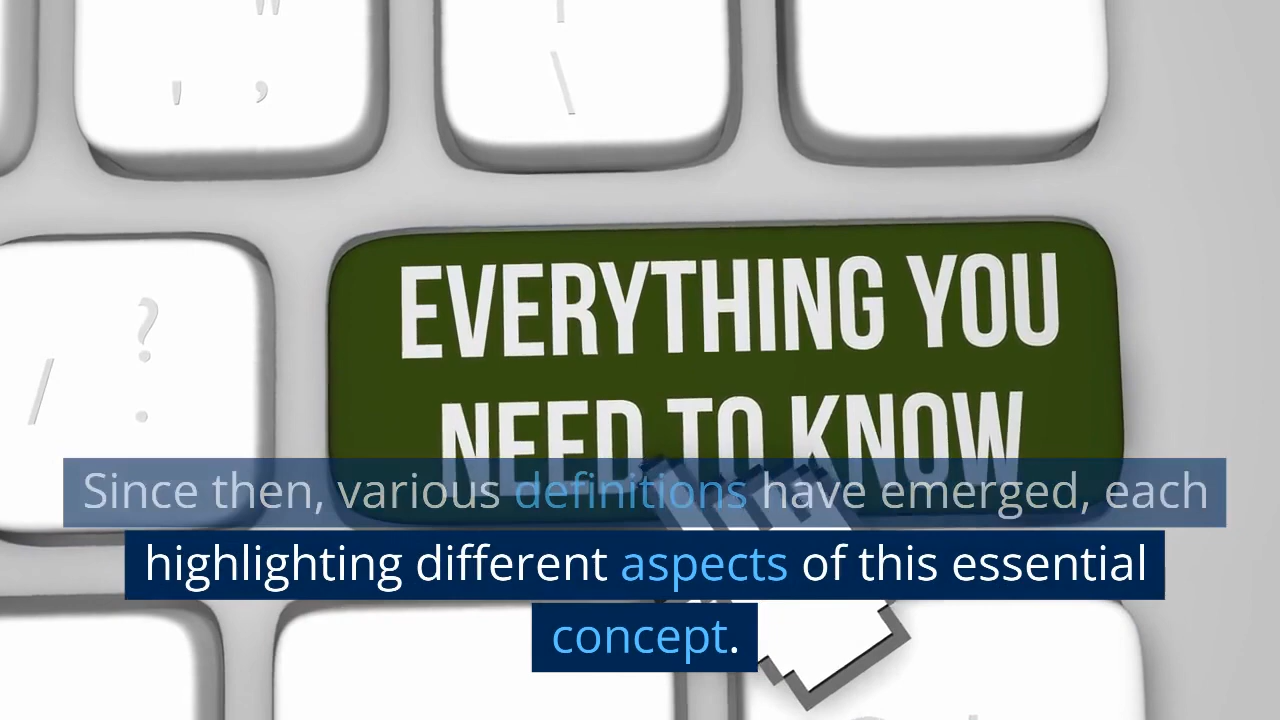 "
' ,
|
\
?
/ .
EVERYTHING YOU
NEED TO KNOW
Since then, various definitions have emerged, each
highlighting different aspects of this essential
concept.